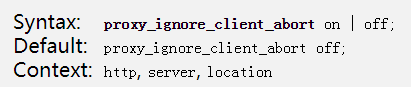 Syntax: proxy_ignore_client_abort on | off;
Default: proxy_ignore_client_abort off;
Context: http, server, location